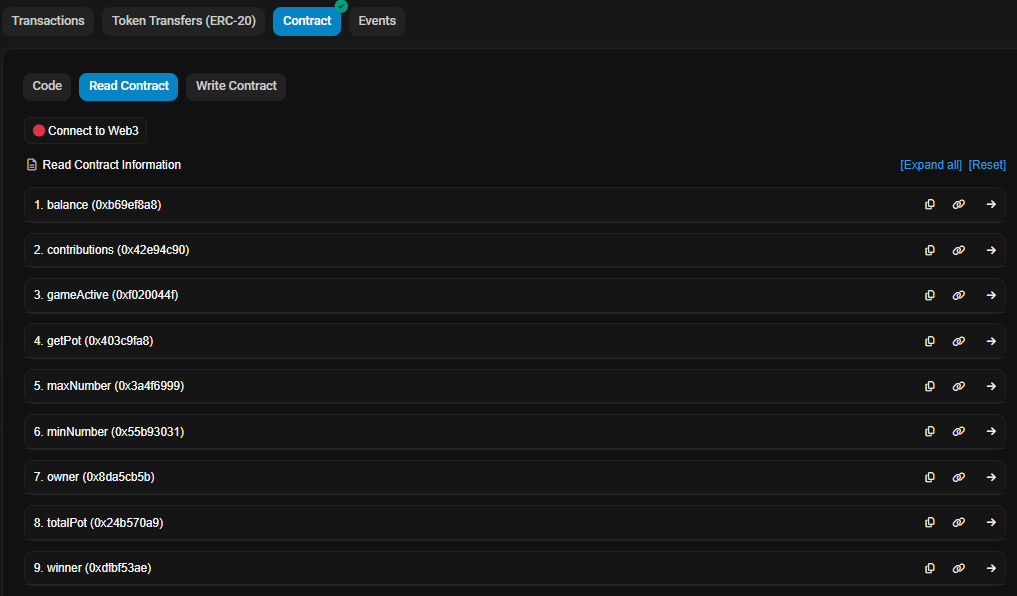 Transactions Token Transfers (ERC-20) Contract Events
Code Read Contract Write Contract
Connect to Web3
Read Contract Information [Expand all] [Reset]
1. balance (0xb69ef8a8)
2. contributions (0x42e94c90)
3. gameActive (0xf020044f)
4. getPot (0x403c9fa8)
5. maxNumber (0x3a4f6999)
6. minNumber (0x55b93031)
7. owner (0x8da5cb5b)
8. totalPot (0x24b570a9)
9. winner (0xdfbf53ae)